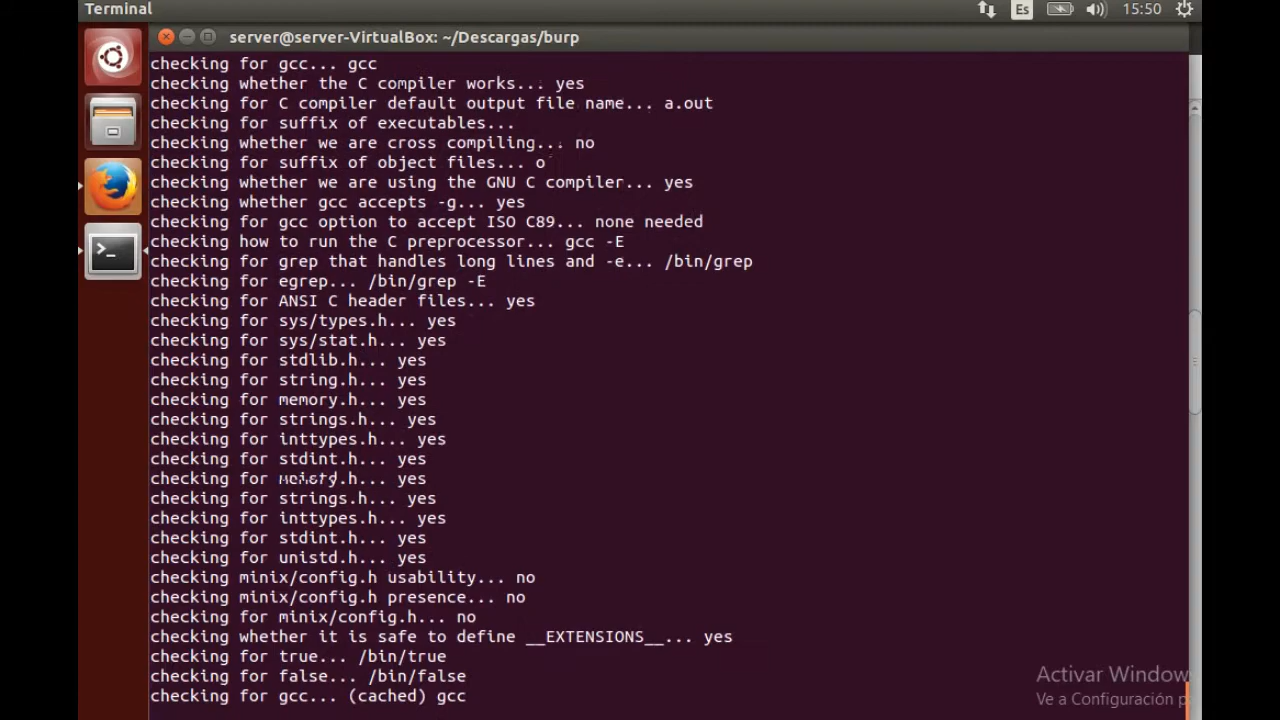 Terminal
Es
15:50
server@server-VirtualBox: ~/Descargas/burp
checking for gcc... gcc
checking whether the C compiler works... yes
checking for C compiler default output file name... a.out
checking for suffix of executables...
checking whether we are cross compiling... no
checking for suffix of object files... o
checking whether we are using the GNU C compiler... yes
checking whether gcc accepts -g... yes
checking for gcc option to accept ISO C89... none needed
checking how to run the C preprocessor... gcc -E
checking for grep that handles long lines and -e... /bin/grep
checking for egrep... /bin/grep -E
checking for ANSI C header files... yes
checking for sys/types.h... yes
checking for sys/stat.h... yes
checking for stdlib.h... yes
checking for string.h... yes
checking for memory.h... yes
checking for strings.h... yes
checking for inttypes.h... yes
checking for stdint.h... yes
checking for unistd.h... yes
checking for strings.h... yes
checking for inttypes.h... yes
checking for stdint.h... yes
checking for unistd.h... yes
checking minix/config.h usability... no
checking minix/config.h presence... no
checking for minix/config.h... no
checking whether it is safe to define __EXTENSIONS__... yes
checking for true... /bin/true
checking for false... /bin/false
checking for gcc... (cached) gcc
Activar Window
Ve a Configuración p